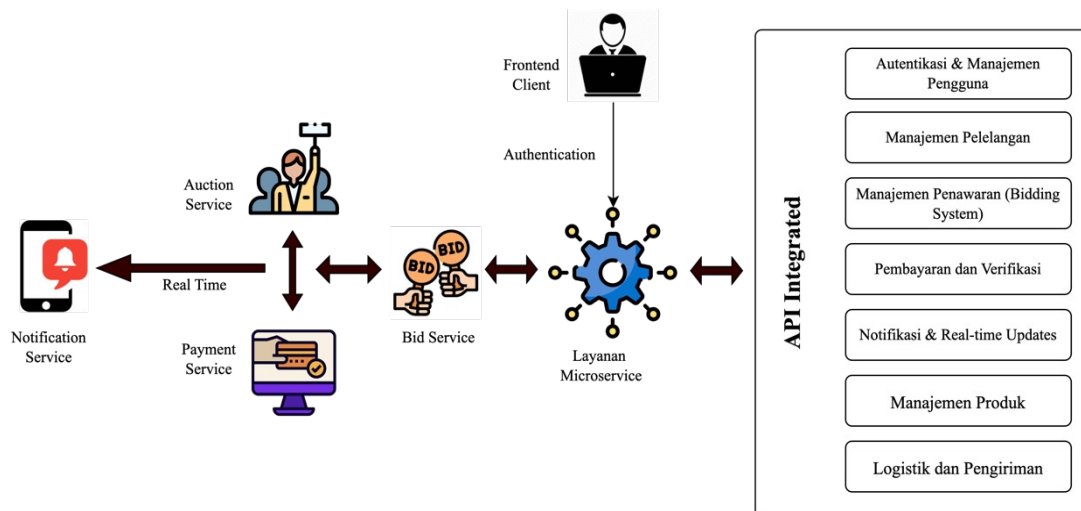 Frontend
Client
Authentication
Auction
Service
Real Time
Notification
Service
Payment
Service
BID
BID
Bid Service
Layanan
Microservice
API Integrated
Autentikasi & Manajemen
Pengguna
Manajemen Pelelangan
Manajemen Penawaran (Bidding
System)
Pembayaran dan Verifikasi
Notifikasi & Real-time Updates
Manajemen Produk
Logistik dan Pengiriman